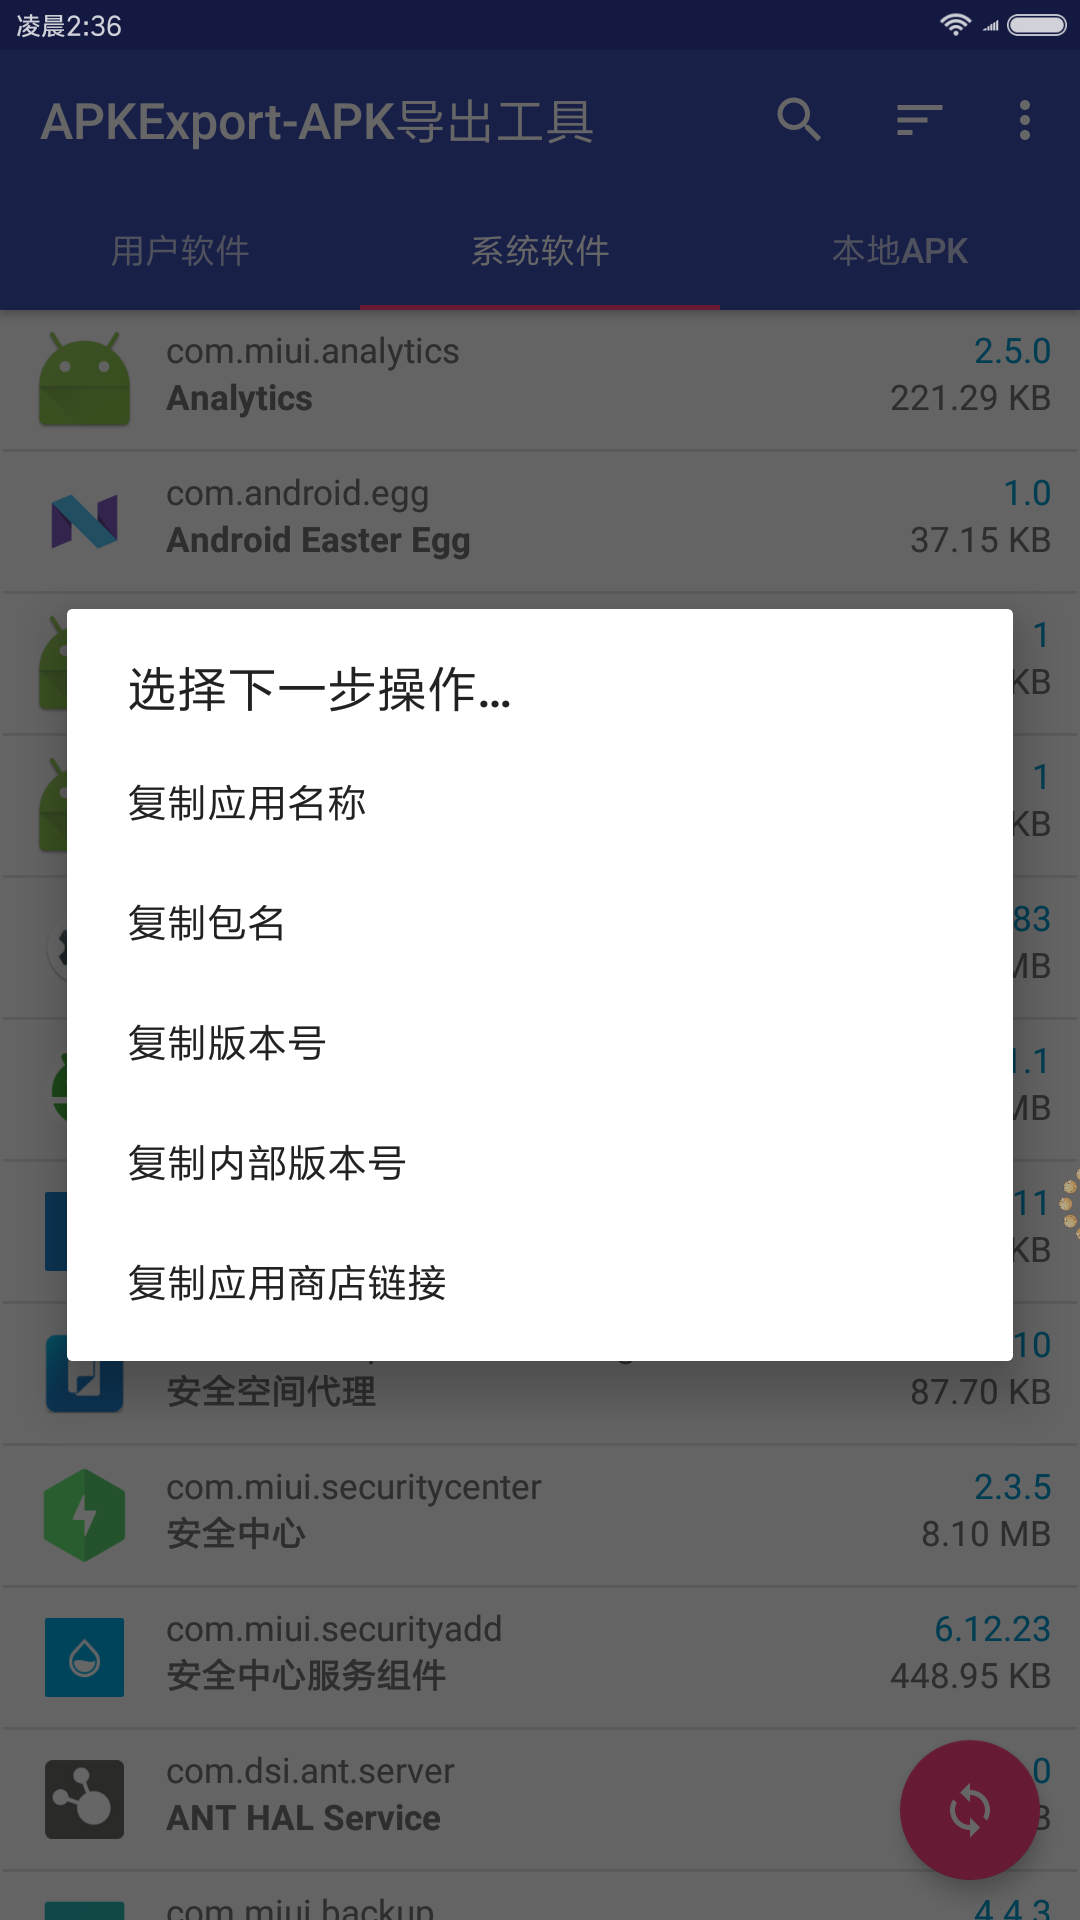 凌晨2:36
APKExport-APK导出工具
用户软件
系统软件
本地APK
com.miui.analytics
2.5.0
Analytics
221.29 KB
com.android.egg
1.0
Android Easter Egg
37.15 KB
1
KB
选择下一步操作...
1
KB
复制应用名称
复制包名
83
MB
复制版本号
1.1
MB
复制内部版本号
11
KB
复制应用商店链接
10
安全空间代理
87.70 KB
com.miui.securitycenter
2.3.5
安全中心
8.10 MB
com.miui.securityadd
6.12.23
安全中心服务组件
448.95 KB
com.dsi.ant.server
0
ANT HAL Service
B
com.miui.backup
4.4.3